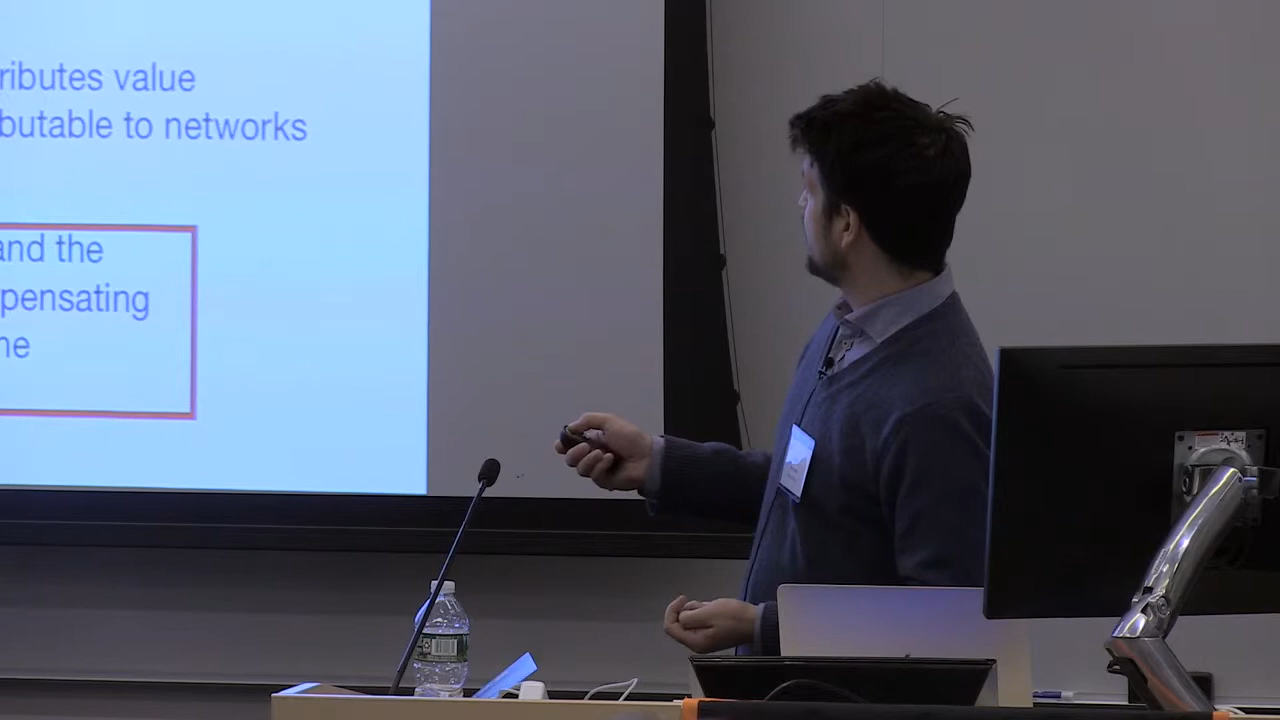 ributes value
butable to networks
and the
pensating
ne